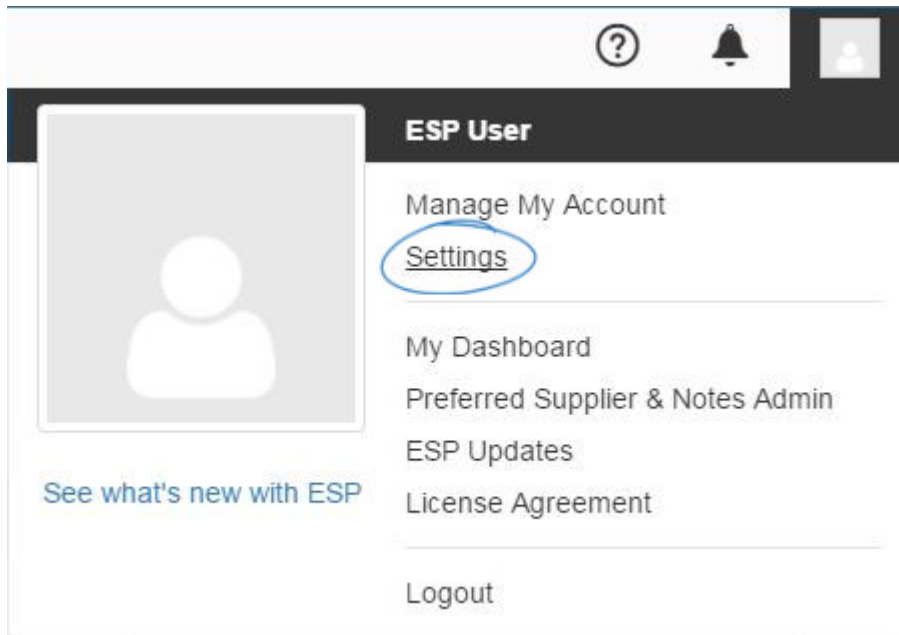 ESP User
Manage My Account
Settings
My Dashboard
Preferred Supplier & Notes Admin
ESP Updates
See what's new with ESP
License Agreement
Logout